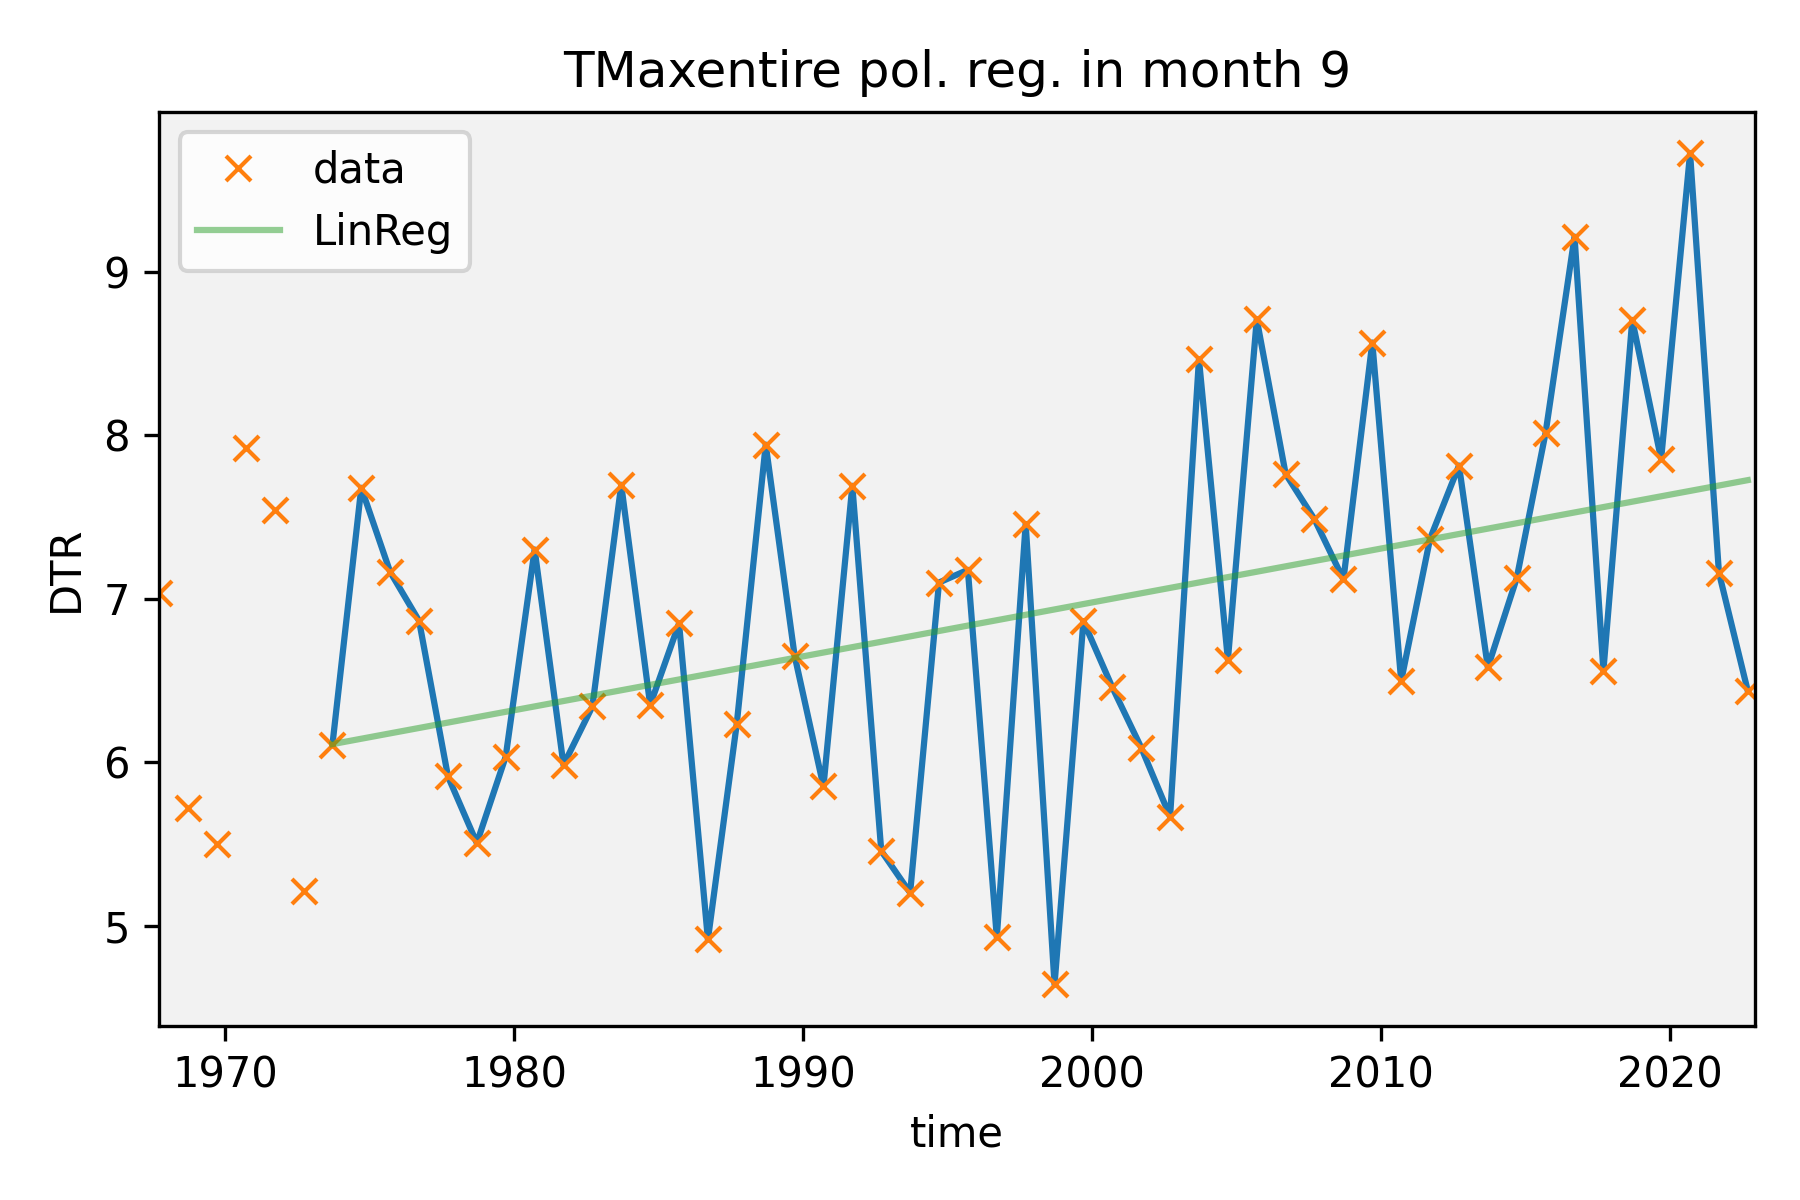 TMaxentire pol. reg. in month 9
data
LinReg
DTR
9
8
7
6
5
1970 1980 1990 2000 2010 2020
time